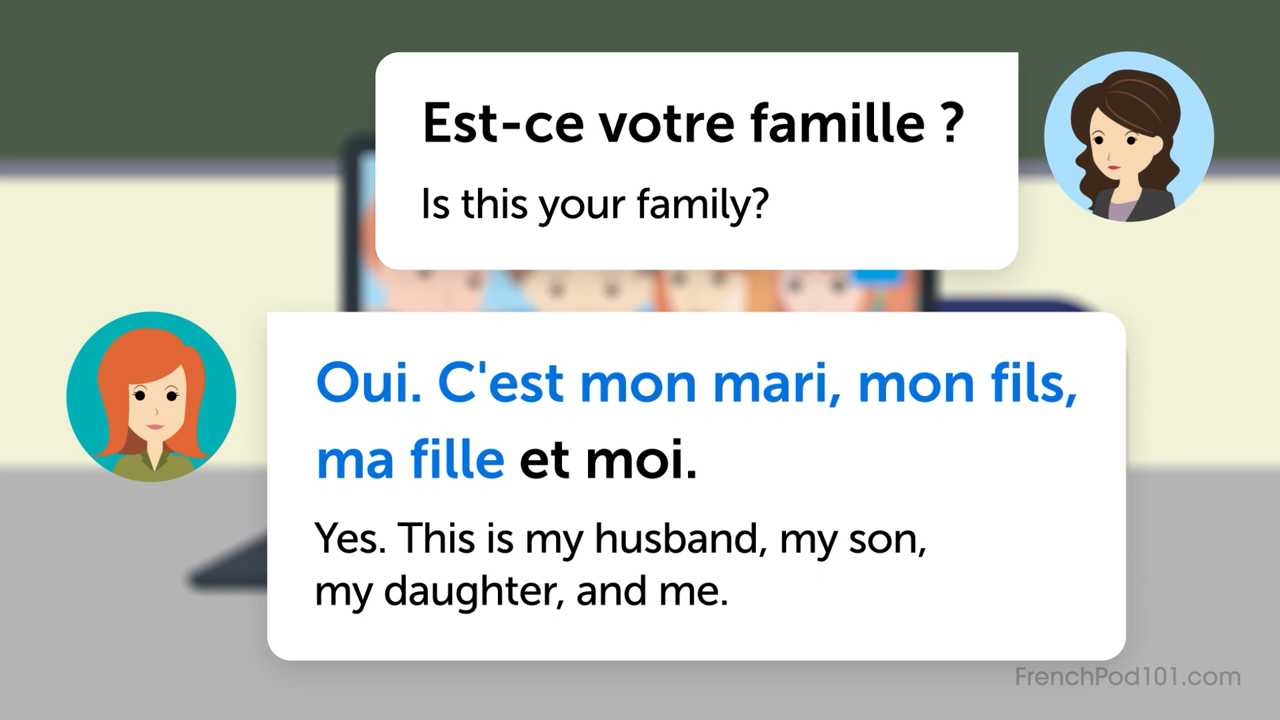 Est-ce votre famille ?
Is this your family?
Oui. C'est mon mari, mon fils,
ma fille et moi.
Yes. This is my husband, my son,
my daughter, and me.
FrenchPod101.com